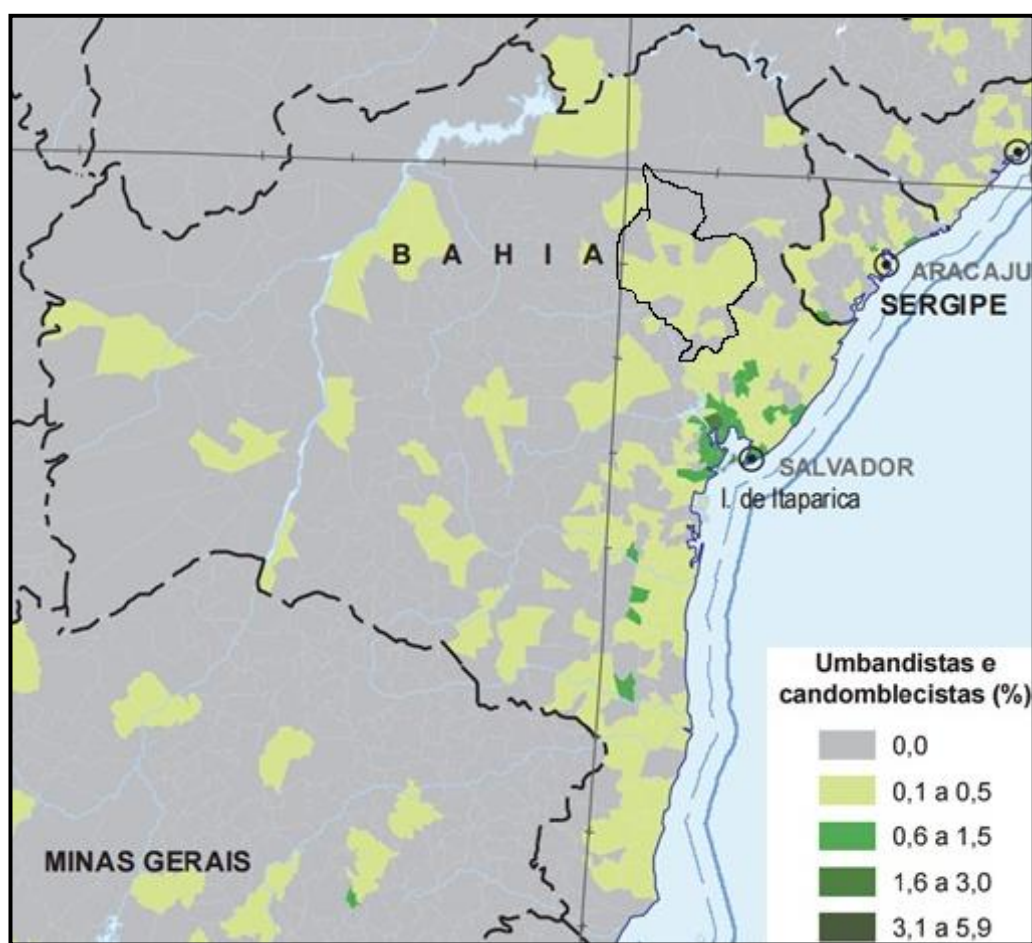 BAHIA
ARACAJU
SERGIPE
SALVADOR
I. de Itaparica
MINAS GERAIS
Umbandistas e
candomblecistas (%)
0,0
0,1 a 0,5
0,6 a 1,5
1,6 a 3,0
3,1 a 5,9